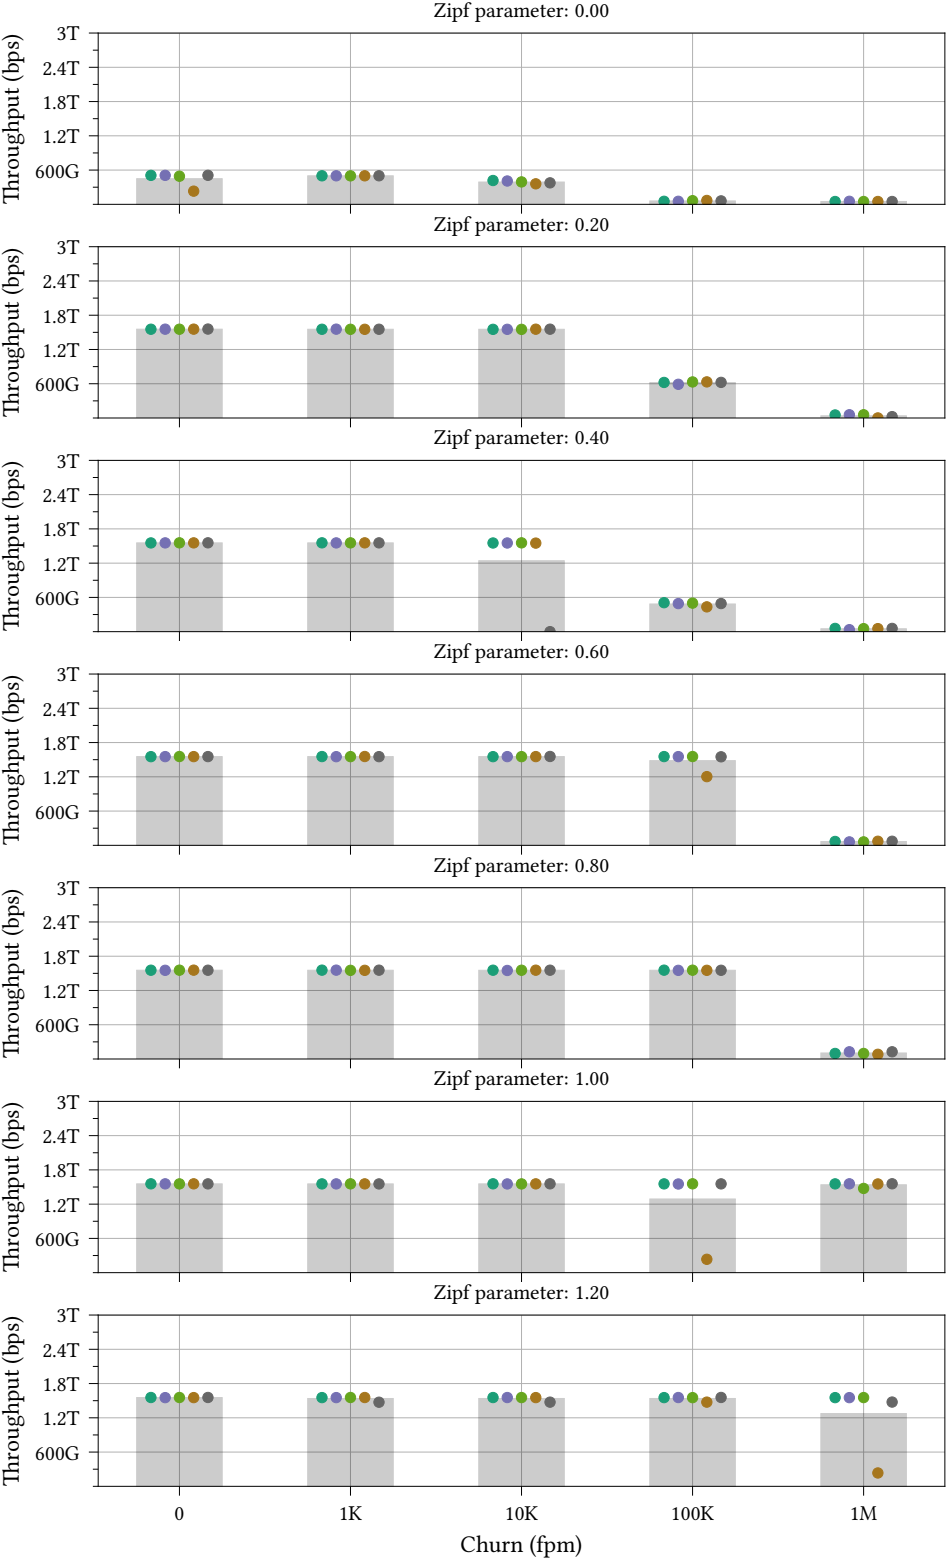 Zipf parameter: 0.00
Throughput (bps)
3T
2.4T
1.8T
1.2T
600G
Zipf parameter: 0.20
Throughput (bps)
3T
2.4T
1.8T
1.2T
600G
Zipf parameter: 0.40
Throughput (bps)
3T
2.4T
1.8T
1.2T
600G
Zipf parameter: 0.60
Throughput (bps)
3T
2.4T
1.8T
1.2T
600G
Zipf parameter: 0.80
Throughput (bps)
3T
2.4T
1.8T
1.2T
600G
Zipf parameter: 1.00
Throughput (bps)
3T
2.4T
1.8T
1.2T
600G
Zipf parameter: 1.20
Throughput (bps)
3T
2.4T
1.8T
1.2T
600G
0 1K 10K 100K 1M
Churn (fpm)